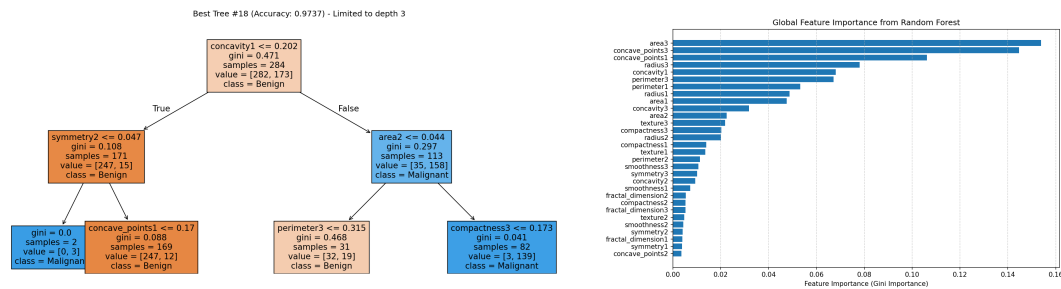 Best Tree #18 (Accuracy: 0.9737) - Limited to depth 3
concavity1 <= 0.202
gini = 0.471
samples = 284
value = [282, 173]
class = Benign
True
False
symmetry2 <= 0.047
gini = 0.108
samples = 171
value = [247, 15]
class = Benign
area2 <= 0.044
gini = 0.297
samples = 113
value = [35, 158]
class = Malignant
gini = 0.0
samples = 2
value = [0, 3]
class = Malignan
concave_points1 <= 0.17
gini = 0.088
samples = 169
value = [247, 12]
class = Benign
perimeter3 <= 0.315
gini = 0.468
samples = 31
value = [32, 19]
class = Benign
compactness3 <= 0.173
gini = 0.041
samples = 82
value = [3, 139]
class = Malignant
Global Feature Importance from Random Forest
area3
concave_points3
concave_points1
radius3
concavity1
perimeter3
perimeter1
radius1
area1
concavity3
area2
texture3
compactness3
radius2
compactness1
texture1
perimeter2
smoothness3
symmetry3
concavity2
smoothness1
fractal_dimension2
compactness2
fractal_dimension3
texture2
smoothness2
symmetry2
fractal_dimension1
symmetry1
concave_points2
0.00 0.02 0.04 0.06 0.08 0.10 0.12 0.14 0.16
Feature Importance (Gini Importance)